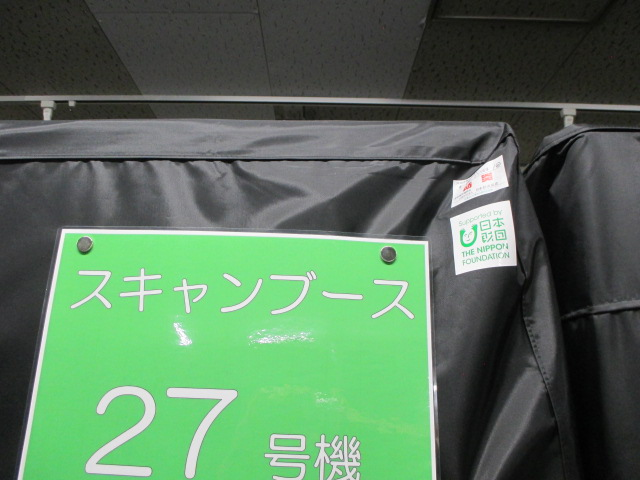 スキャンブース
27 号機
Supported by
日本
財団
THE NIPPON
FOUNDATION